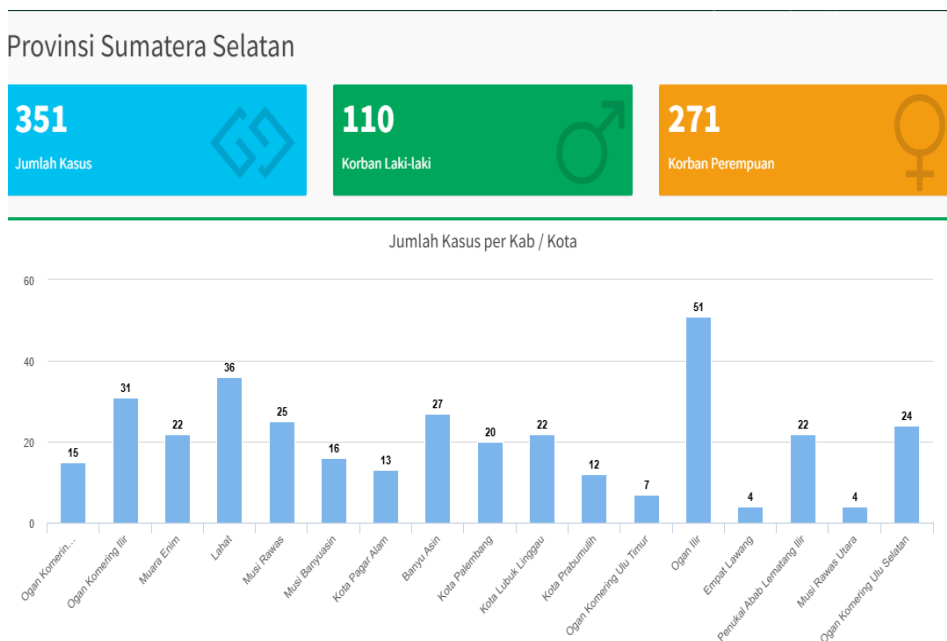 Provinsi Sumatera Selatan
351
Jumlah Kasus
110
Korban Laki-laki
271
Korban Perempuan
Jumlah Kasus per Kab / Kota
60
40
20
0
15
31
22
36
25
16
13
27
20
22
12
7
51
4
22
4
24
Ogan Komerin...
Ogan Komering Ilir
Muara Enim
Lahat
Musi Rawas
Musi Banyuasin
Kota Pagar Alam
Banyu Asin
Kota Palembang
Kota Lubuk Linggau
Kota Prabumulih
Ogan Komering Ulu Timur
Ogan Ilir
Empat Lawang
Penukal Abab Lematang Ilir
Musi Rawas Utara
Ogan Komering Ulu Selatan